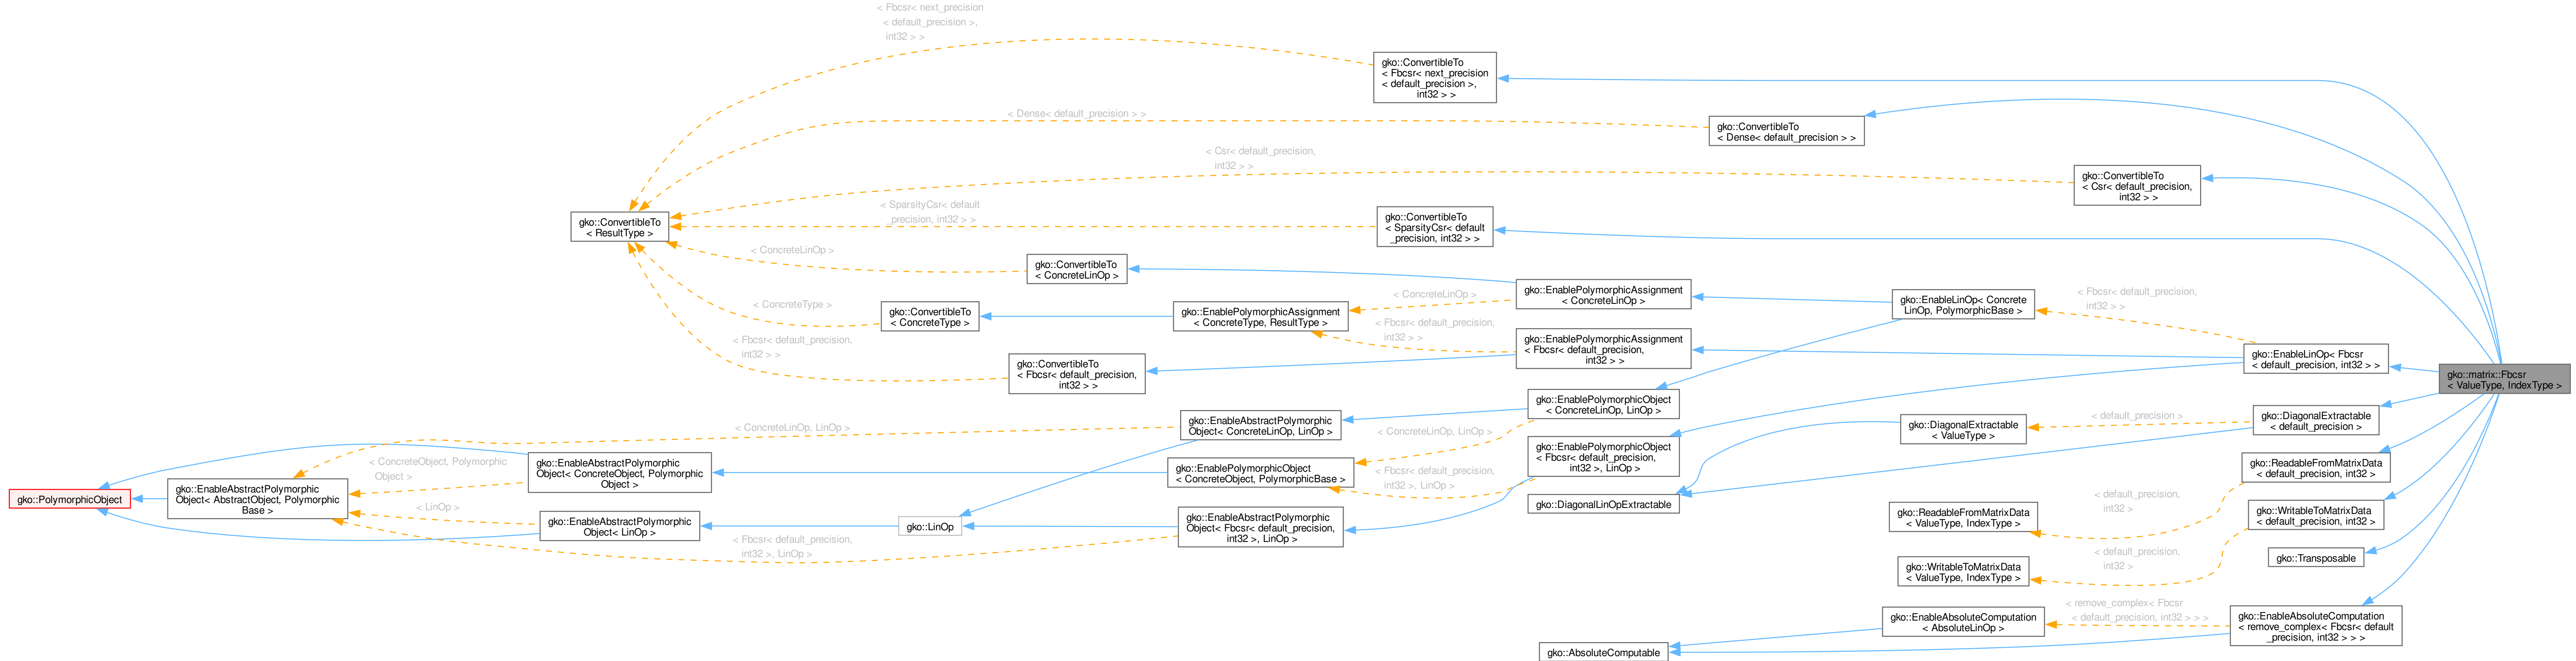 < Fbcsr< next_precision
< default_precision >,
int32 > >
gko::ConvertibleTo
< Fbcsr< next_precision
< default_precision >,
int32 > >
< Dense< default_precision > >
gko::ConvertibleTo
< Dense< default_precision > >
< Csr< default_precision,
int32 > >
gko::ConvertibleTo
< Csr< default_precision,
int32 > >
gko::ConvertibleTo
< ResultType >
< SparsityCsr< default
_precision, int32 > >
gko::ConvertibleTo
< SparsityCsr< default
_precision, int32 > >
< ConcreteLinOp >
gko::ConvertibleTo
< ConcreteLinOp >
< ConcreteType >
gko::ConvertibleTo
< ConcreteType >
gko::EnablePolymorphicAssignment
< ConcreteType, ResultType >
< ConcreteLinOp >
gko::EnablePolymorphicAssignment
< ConcreteLinOp >
gko::EnableLinOp< Concrete
LinOp, PolymorphicBase >
< Fbcsr< default_precision,
int32 > >
< Fbcsr< default_precision,
int32 > >
gko::EnablePolymorphicAssignment
< Fbcsr< default_precision,
int32 > >
gko::EnableLinOp< Fbcsr
< default_precision, int32 > >
gko::matrix::Fbcsr
< ValueType, IndexType >
< Fbcsr< default_precision,
int32 > >
gko::ConvertibleTo
< Fbcsr< default_precision,
int32 > >
gko::EnablePolymorphicObject
< ConcreteLinOp, LinOp >
< ConcreteLinOp, LinOp >
gko::EnableAbstractPolymorphic
Object< ConcreteLinOp, LinOp >
< ConcreteLinOp, LinOp >
gko::EnablePolymorphicObject
< Fbcsr< default_precision,
int32 >, LinOp >
gko::DiagonalExtractable
< ValueType >
< default_precision >
gko::DiagonalExtractable
< default_precision >
gko::PolymorphicObject
gko::EnableAbstractPolymorphic
Object< AbstractObject, Polymorphic
Base >
< ConcreteObject, Polymorphic
Object >
gko::EnableAbstractPolymorphic
Object< ConcreteObject, Polymorphic
Object >
gko::EnablePolymorphicObject
< ConcreteObject, PolymorphicBase >
< Fbcsr< default_precision,
int32 >, LinOp >
gko::DiagonalLinOpExtractable
gko::ReadableFromMatrixData
< default_precision, int32 >
< LinOp >
gko::EnableAbstractPolymorphic
Object< LinOp >
gko::LinOp
gko::EnableAbstractPolymorphic
Object< Fbcsr< default_precision,
int32 >, LinOp >
< Fbcsr< default_precision,
int32 >, LinOp >
gko::ReadableFromMatrixData
< ValueType, IndexType >
< default_precision,
int32 >
gko::WritableToMatrixData
< default_precision, int32 >
gko::WritableToMatrixData
< ValueType, IndexType >
< default_precision,
int32 >
gko::Transposable
gko::EnableAbsoluteComputation
< AbsoluteLinOp >
< remove_complex< Fbcsr
< default_precision, int32 > > >
gko::EnableAbsoluteComputation
< remove_complex< Fbcsr< default
_precision, int32 > > >
gko::AbsoluteComputable